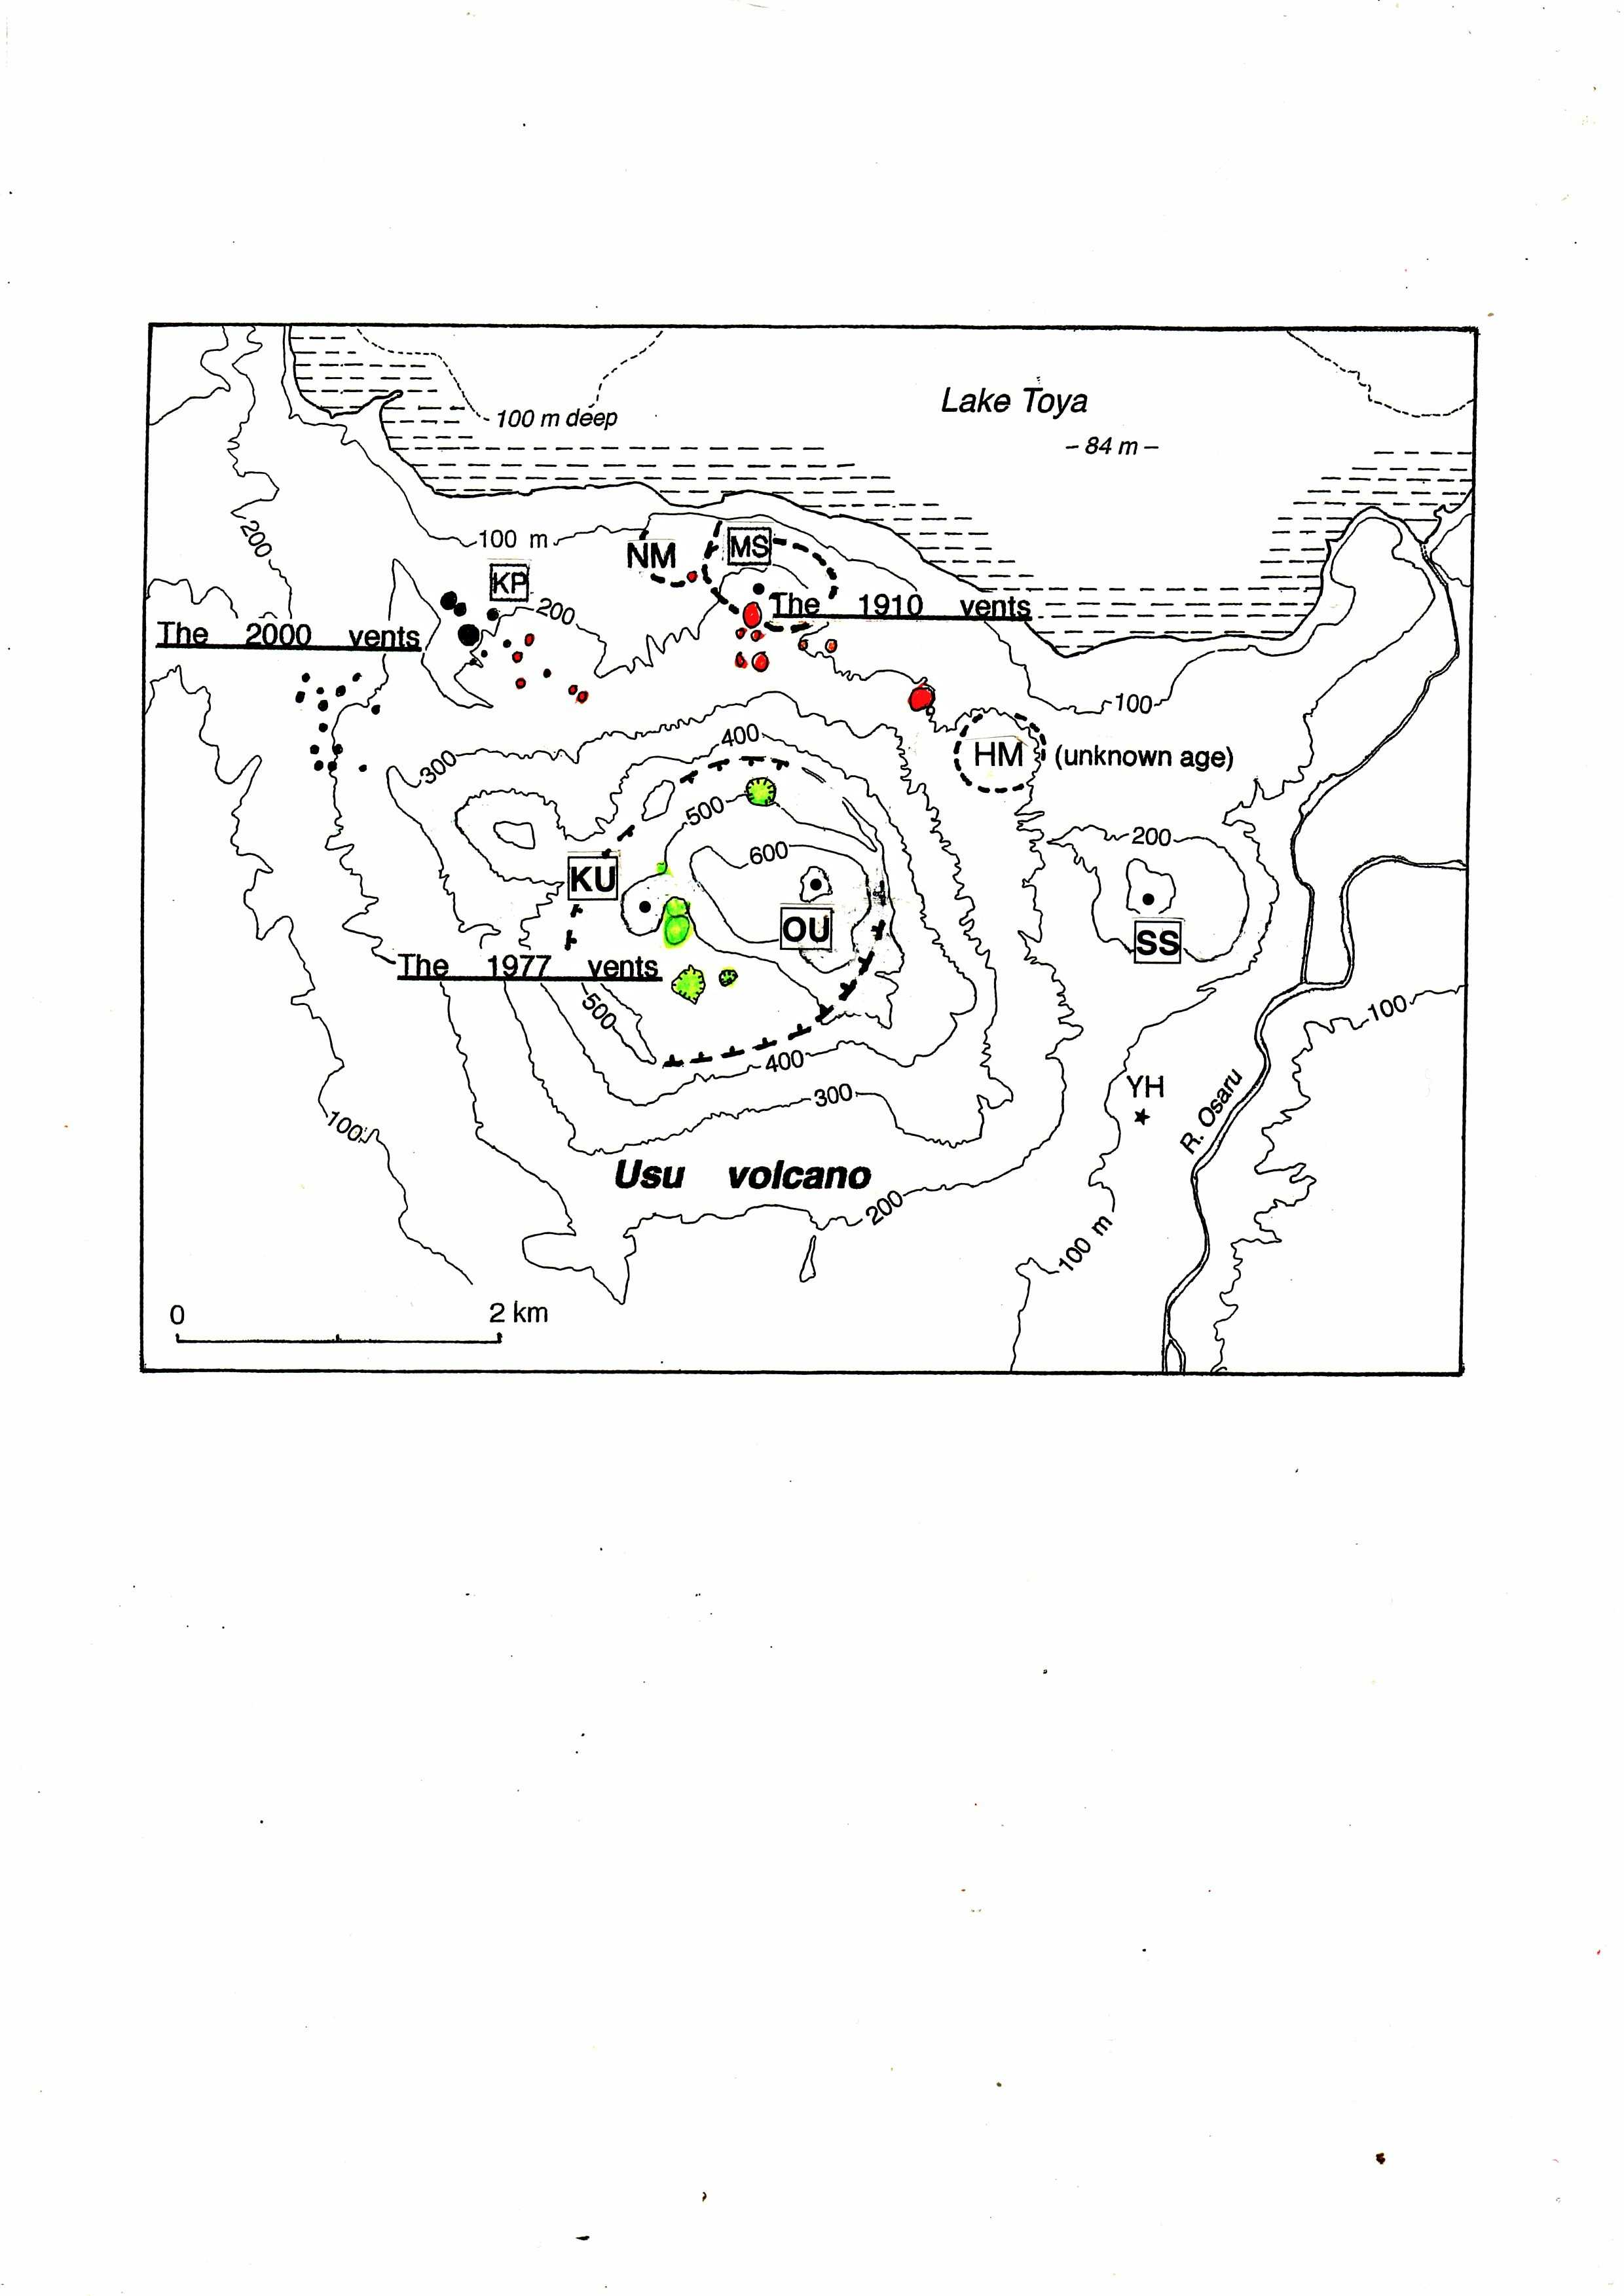 Lake Toya
100 m deep
– 84 m –
200
100 m
NM
MS
KP
200
The 1910 vents
The 2000 vents
100
400
HM (unknown age)
300
500
200
600
KU
OU
SS
The 1977 vents
500
100
400
YH
300
R. Osaru
100
Usu volcano
200
100 m
0
2 km